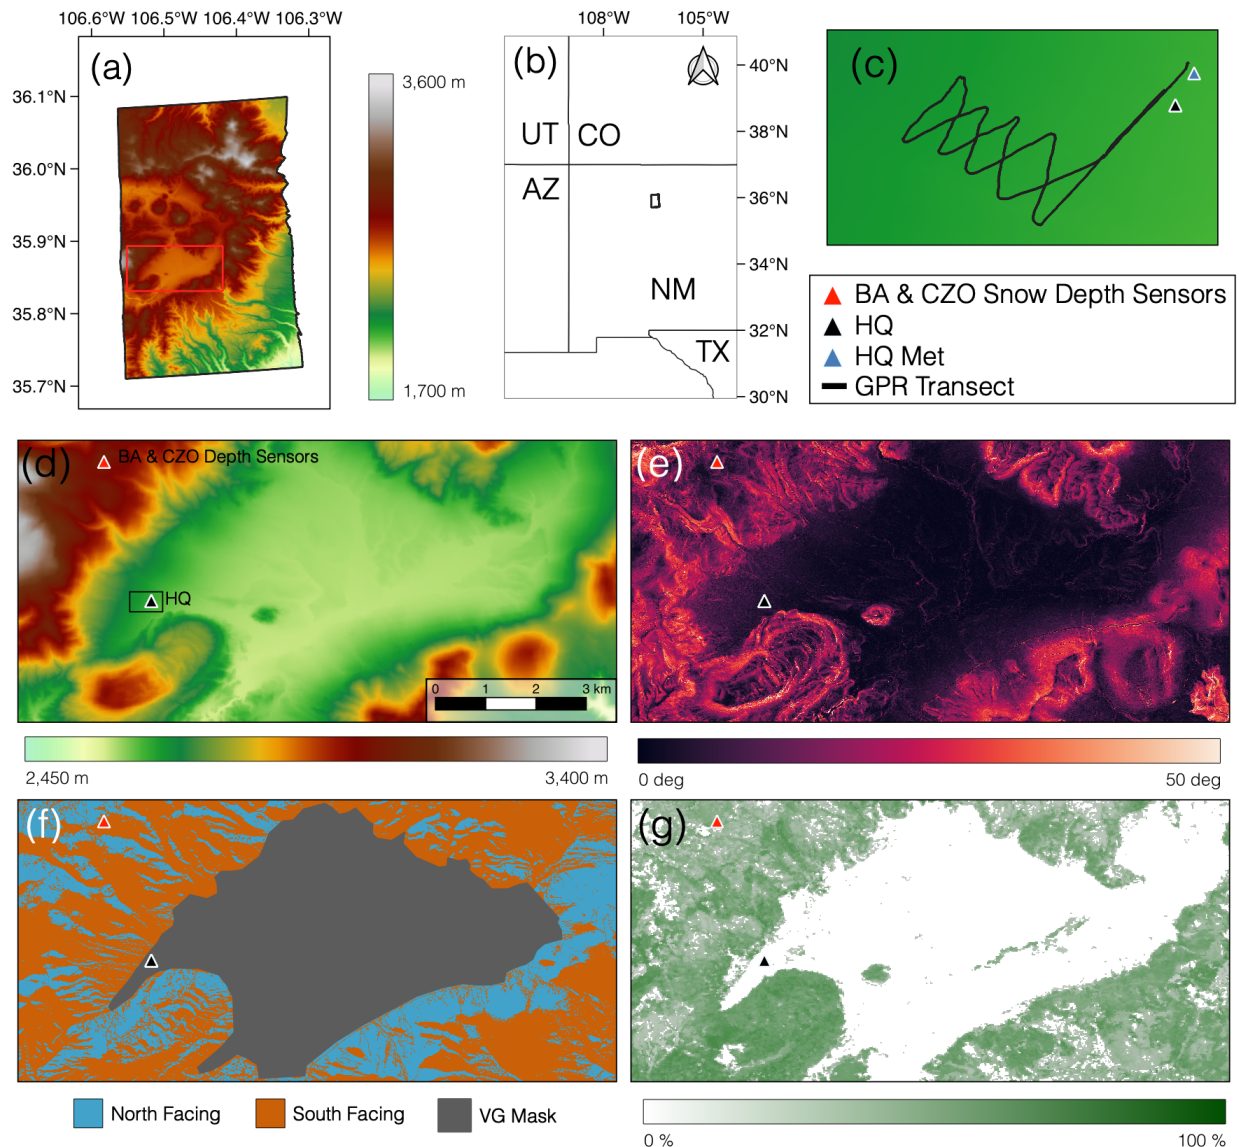 106.6°W 106.5°W 106.4°W 106.3°W
(a)
36.1°N
36.0°N
35.9°N
35.8°N
35.7°N
3,600 m
1,700 m
108°W 105°W
(b)
UT CO
AZ
NM
TX
40°N
38°N
36°N
34°N
32°N
30°N
(c)
BA & CZO Snow Depth Sensors
HQ
HQ Met
GPR Transect
(d)
BA & CZO Depth Sensors
HQ
0 1 2 3 km
2,450 m 3,400 m
(e)
0 deg 50 deg
(f)
North Facing South Facing VG Mask
(g)
0 % 100 %